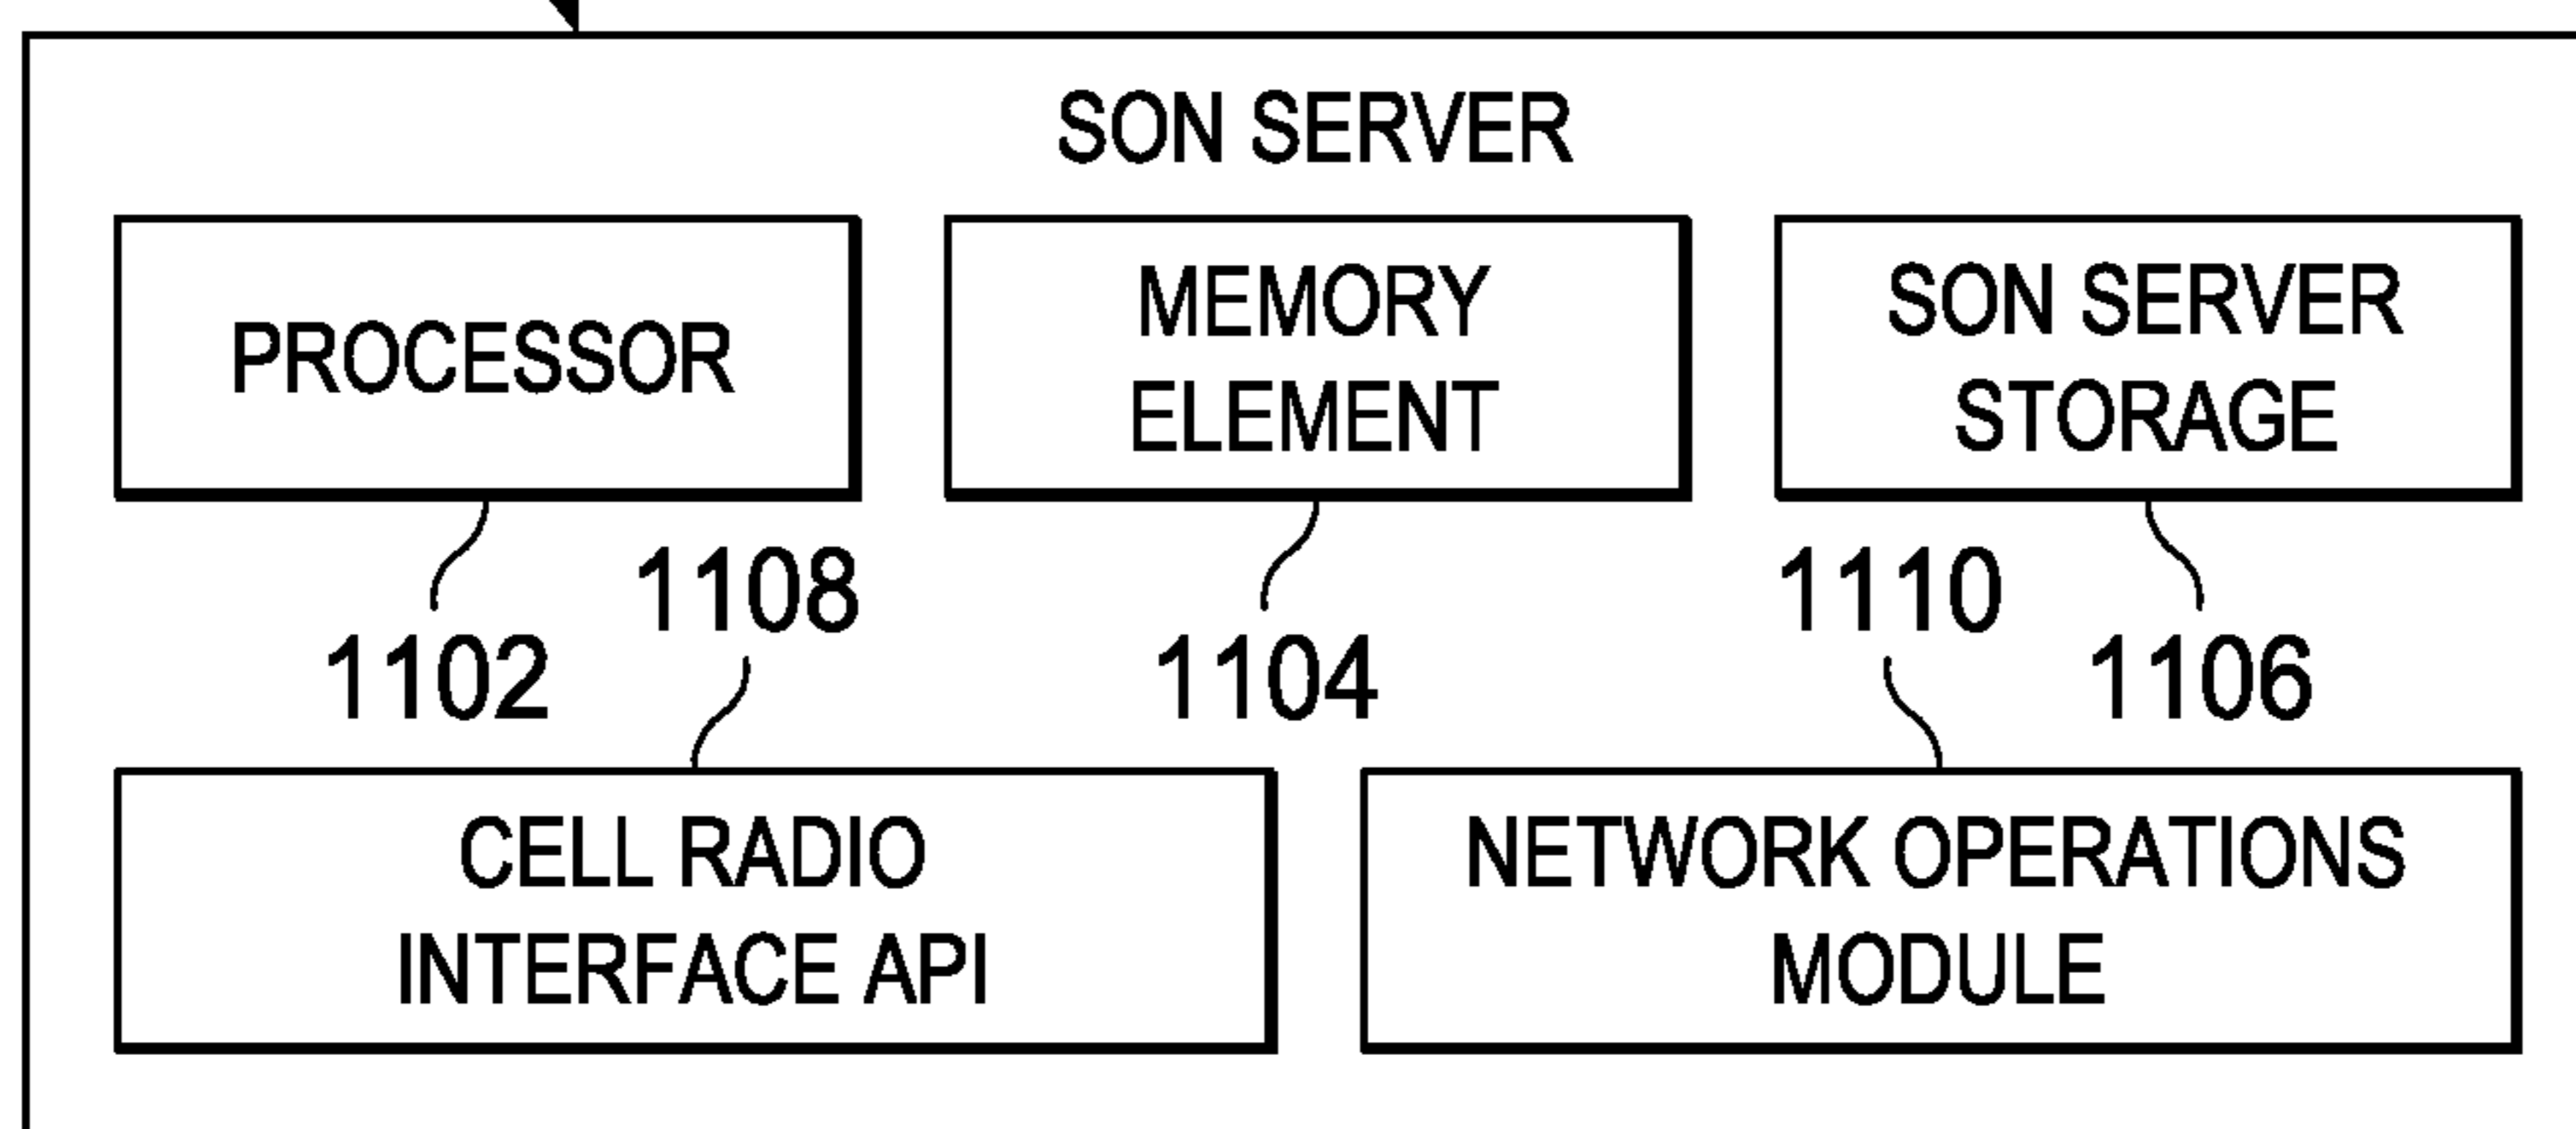 SON SERVER
PROCESSOR
MEMORY
ELEMENT
SON SERVER
STORAGE
1102
1108
1104
1110
1106
CELL RADIO
INTERFACE API
NETWORK OPERATIONS
MODULE